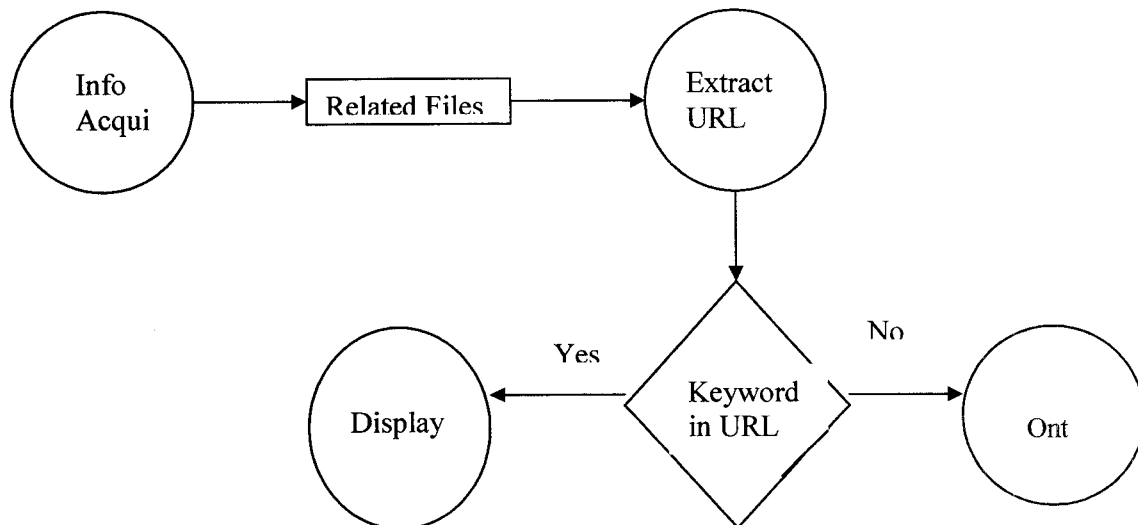 Info
Acqui
Related Files
Extract
URL
Yes
No
Keyword
in URL
Display
Ont